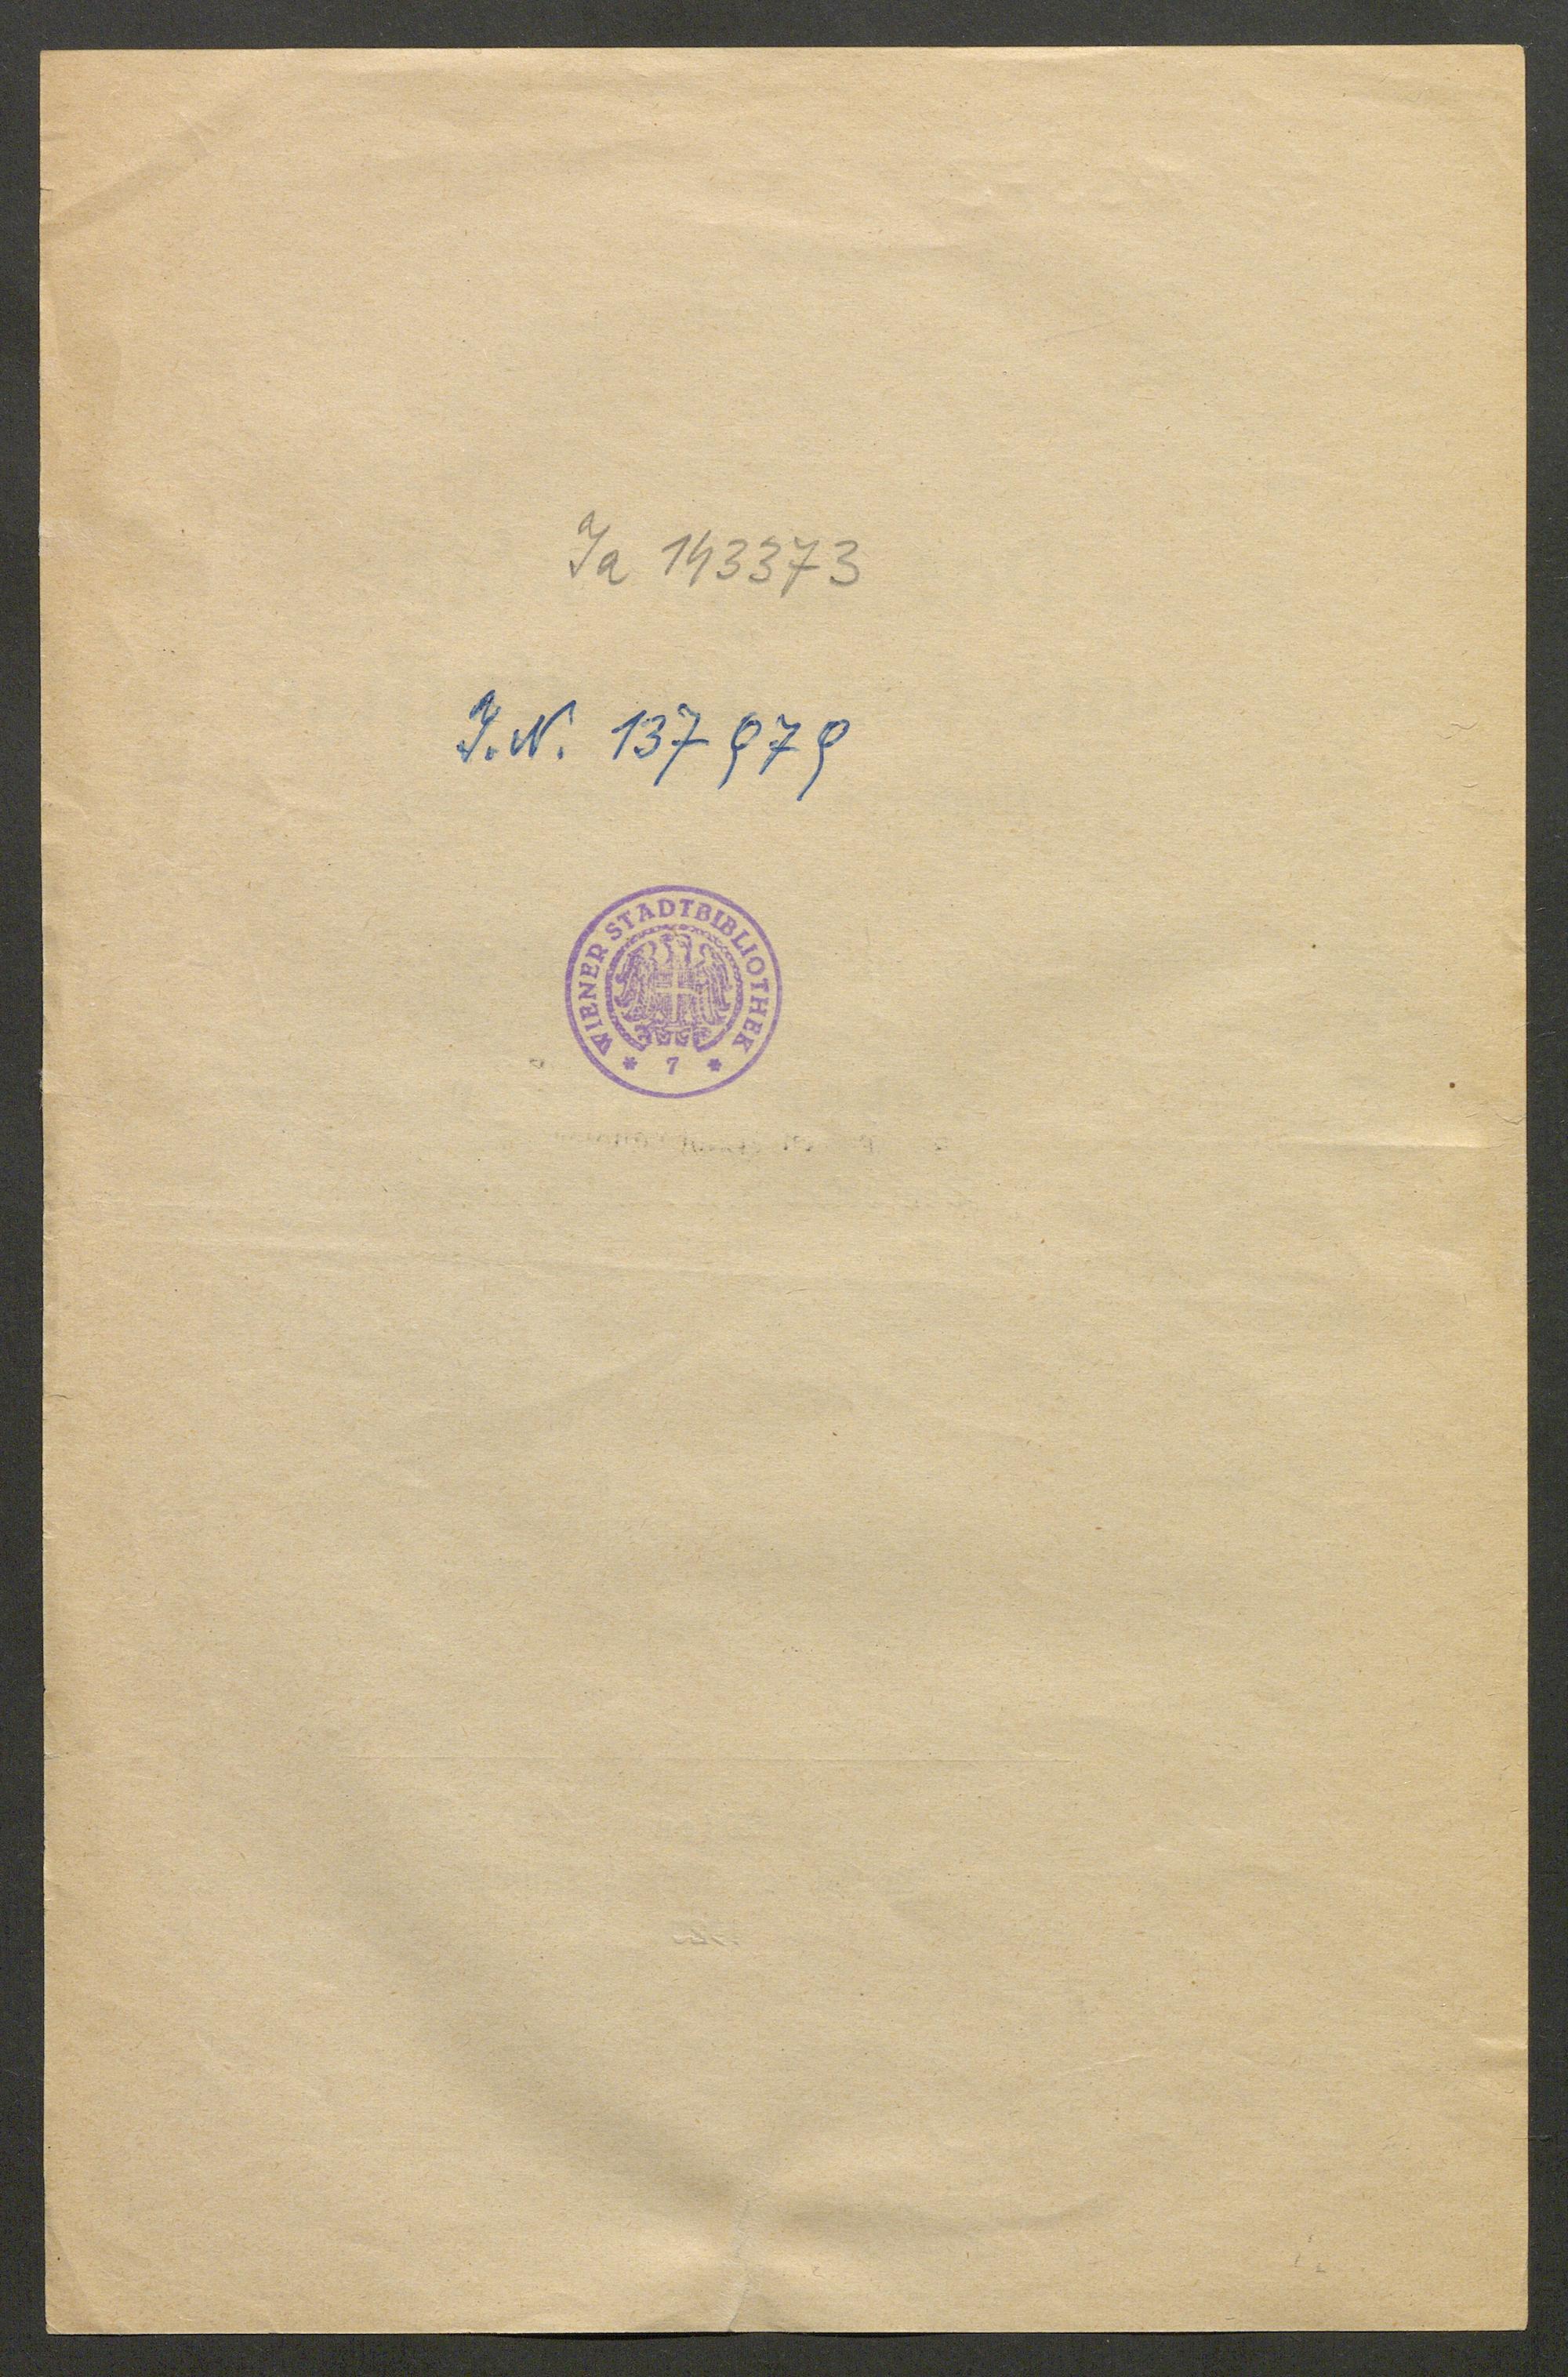 Ja 143373
J.N. 137979
WIENER STADTBIBLIOTHEK
* 7 *